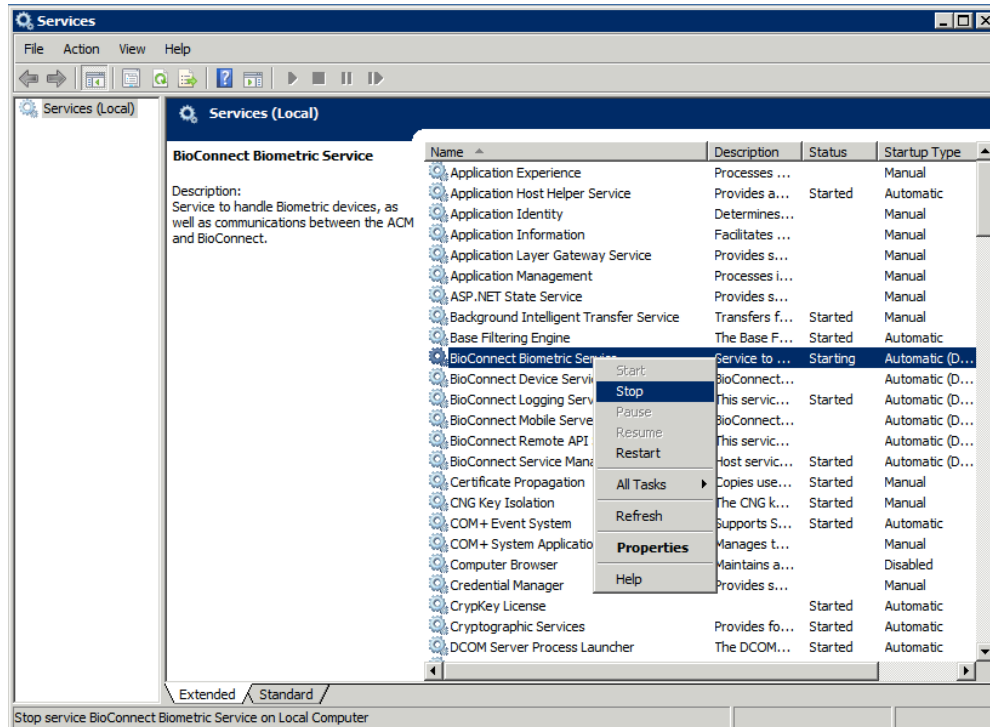 Services
File Action View Help
Services (Local)
Services (Local)
BioConnect Biometric Service
Description:
Service to handle Biometric devices, as
well as communications between the ACM
and BioConnect.
Name Description Status Startup Type
Application Experience Processes ... Manual
Application Host Helper Service Provides a... Started Automatic
Application Identity Determines... Manual
Application Information Facilitates ... Manual
Application Layer Gateway Service Provides s... Manual
Application Management Processes i... Manual
ASP.NET State Service Provides s... Manual
Background Intelligent Transfer Service Transfers f... Started Manual
Base Filtering Engine The Base F... Started Automatic
BioConnect Biometric Service Service to ... Starting Automatic (D...
BioConnect Device Servi BioConnect... Automatic (D...
BioConnect Logging Serv This servic... Started Automatic (D...
BioConnect Mobile Serve BioConnect... Automatic (D...
BioConnect Remote API This servic... Automatic (D...
BioConnect Service Mana Host servic... Started Automatic (D...
Certificate Propagation Copies use... Started Manual
CNG Key Isolation The CNG k... Started Manual
COM+ Event System Supports S... Started Automatic
COM+ System Applicatio Manages t... Manual
Computer Browser Maintains a... Disabled
Credential Manager Provides s... Manual
CrypKey License Started Automatic
Cryptographic Services Provides fo... Started Automatic
DCOM Server Process Launcher The DCOM... Started Automatic
Start
Stop
Pause
Resume
Restart
All Tasks
Refresh
Properties
Help
Extended Standard
Stop service BioConnect Biometric Service on Local Computer